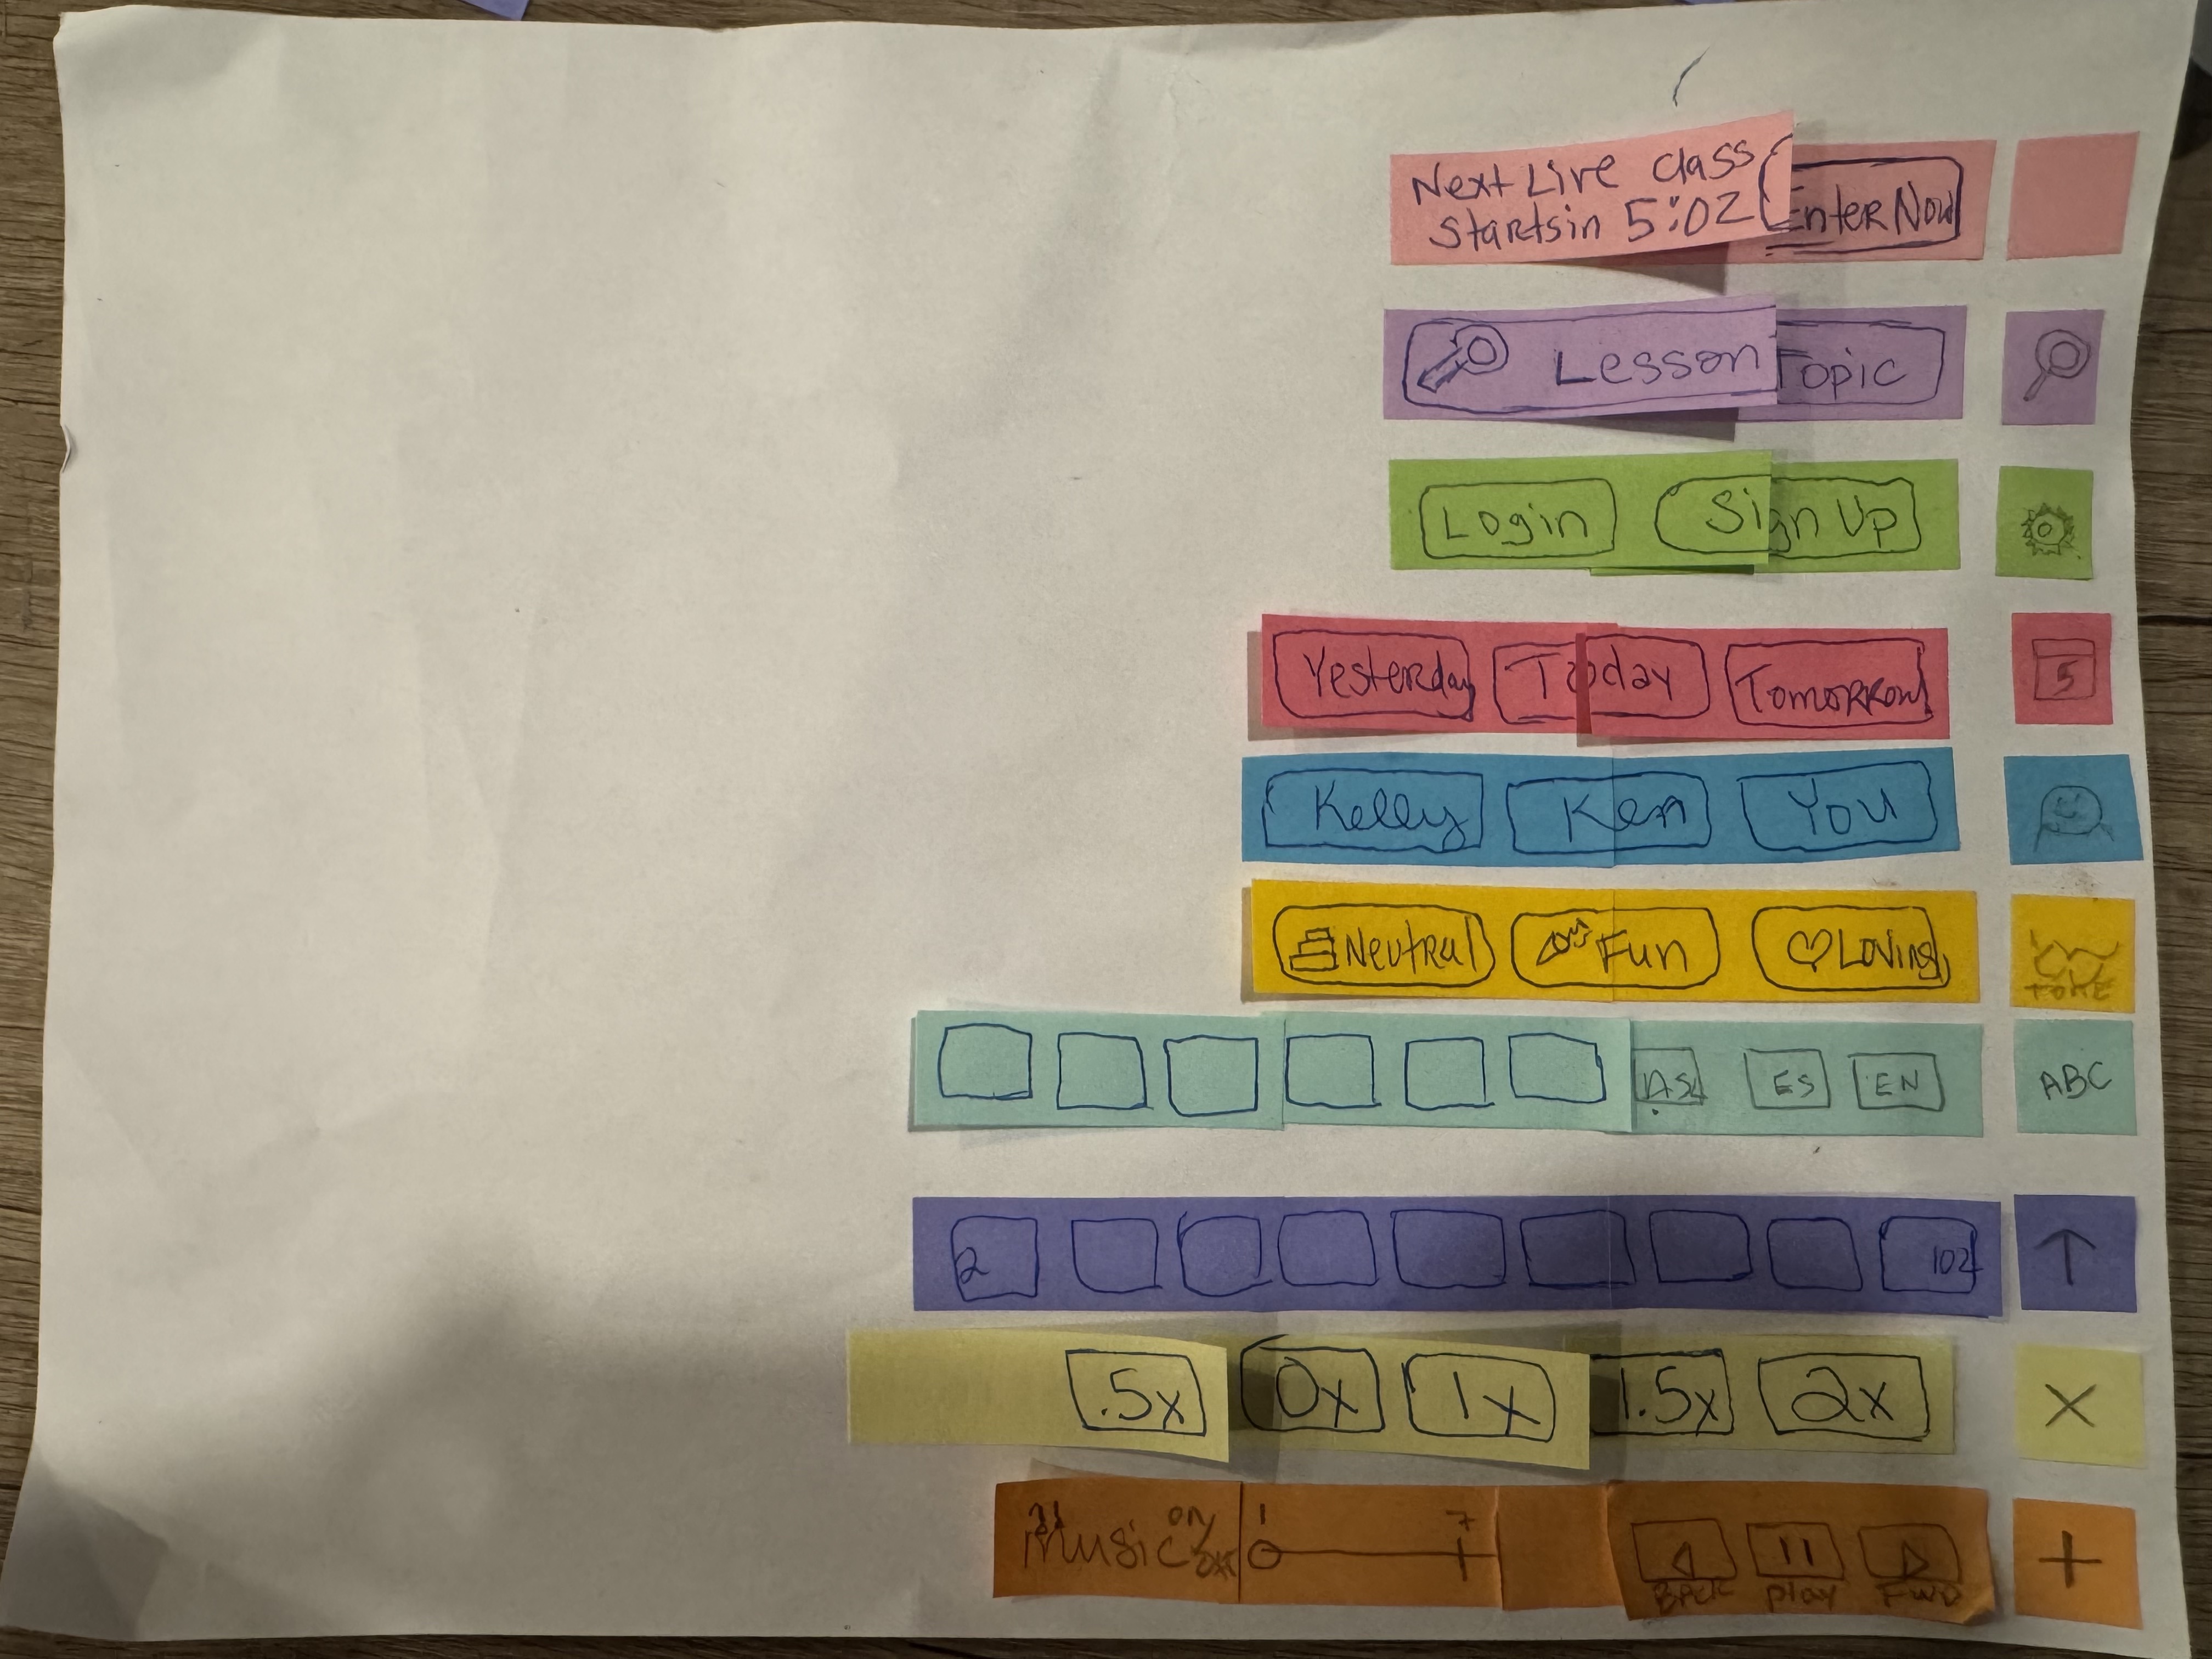 Next Live class
starts in 5:02
Enter Now
Lesson Topic
Login Sign Up
Yesterday Today Tomorrow
5
Kelly Ken You
Neutral Fun Loving
TONE
ASL ES EN
ABC
2 102
.5x 0x 1x 1.5x 2x
X
Music on/off
1 7
Back play Fwd
+